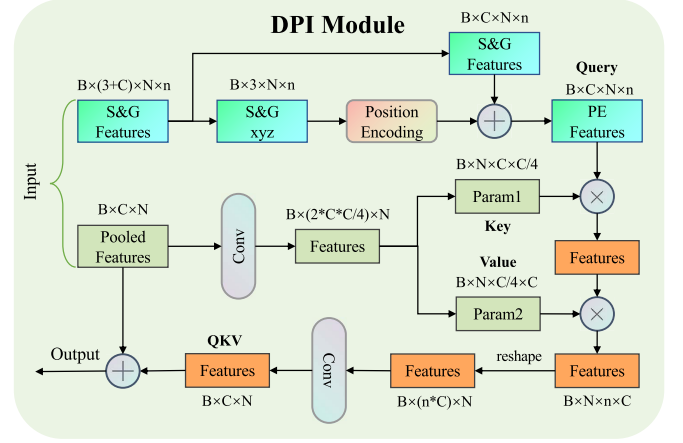 DPI Module
B×C×N×n
S&G
Features
Query
B×(3+C)×N×n
B×3×N×n
B×C×N×n
S&G
Features
S&G
xyz
Position
Encoding
+
PE
Features
Input
B×N×C×C/4
B×C×N
Param1
×
B×(2*C*C/4)×N
Key
Pooled
Features
Conv
Features
Features
Value
B×N×C/4×C
Param2
×
QKV
Output
reshape
+
Features
Conv
Features
Features
B×C×N
B×(n*C)×N
B×N×n×C